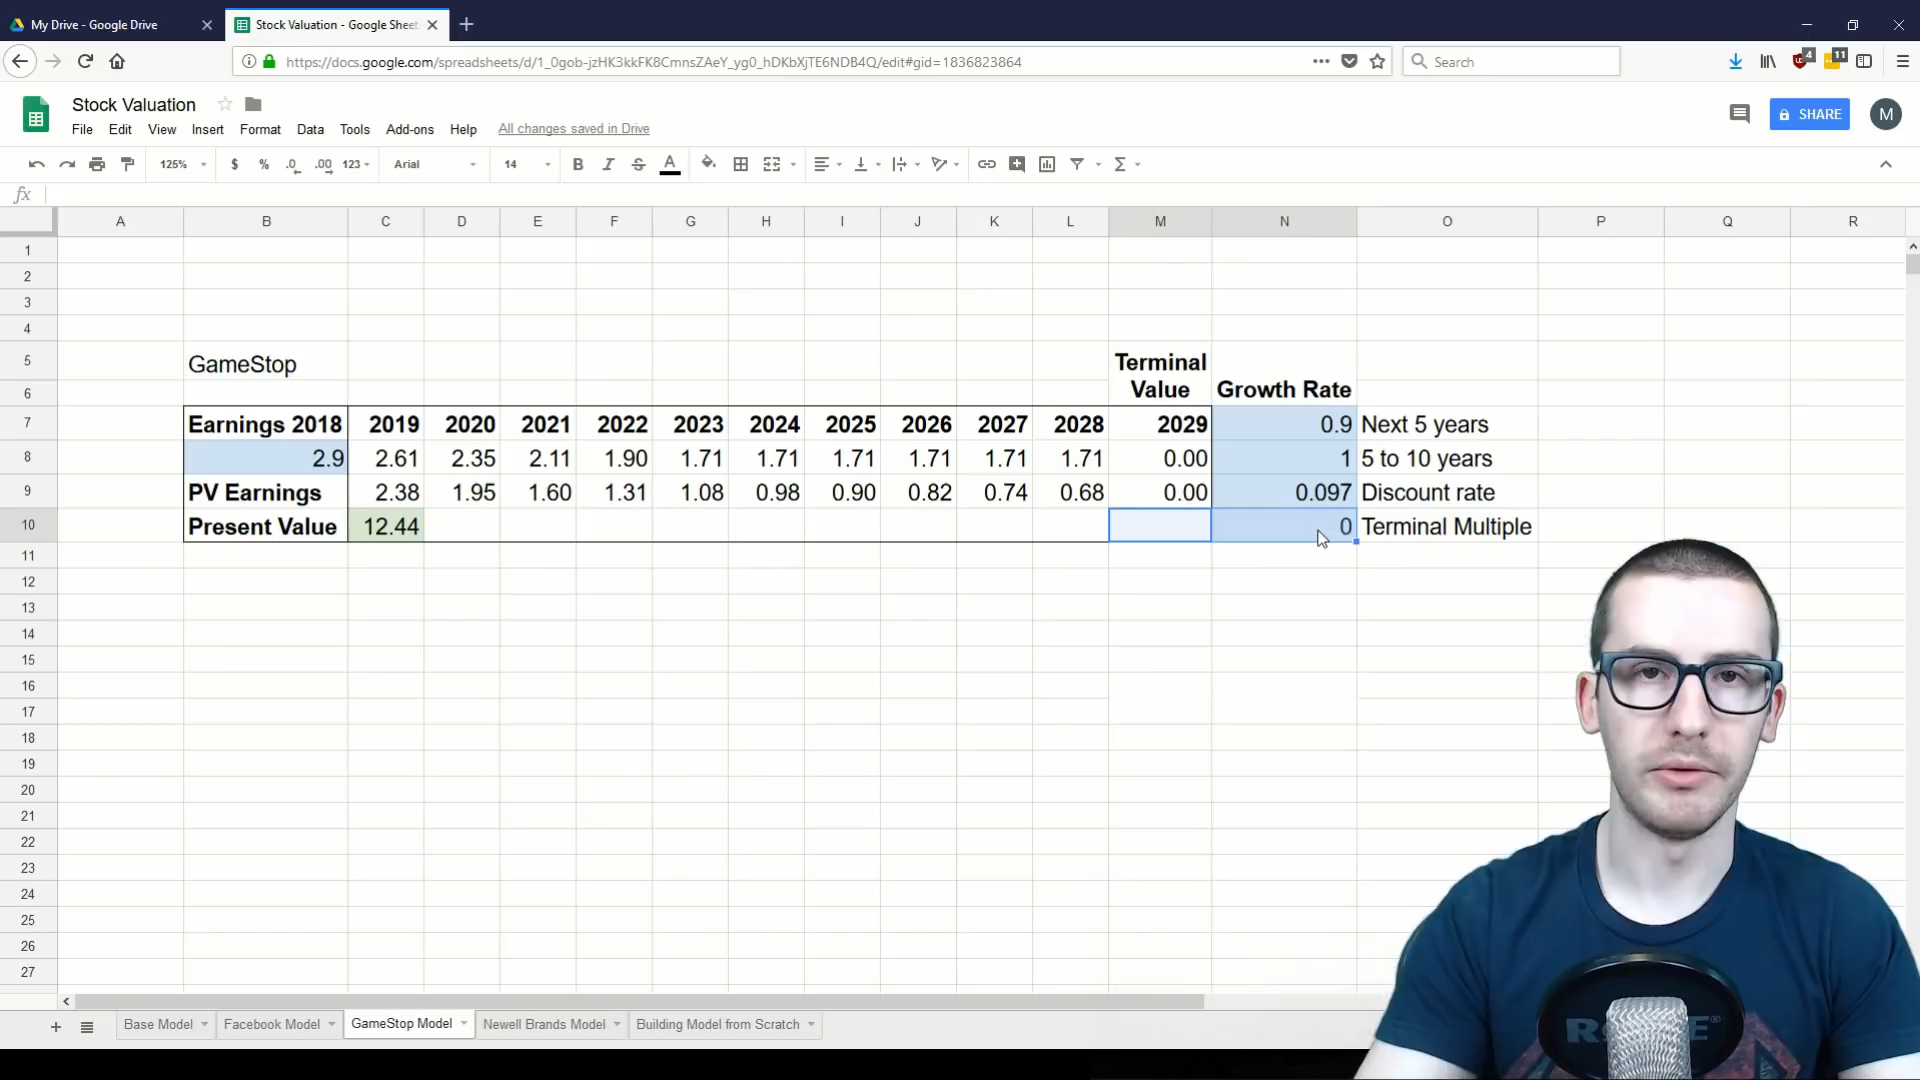 My Drive - Google Drive
Stock Valuation - Google Sheet
https://docs.google.com/spreadsheets/d/1_0gob-jzHK3kkFK8CmnsZAeY_yg0_hDKbXjTE6NDB4Q/edit#gid=1836823864
Search
4
11
Stock Valuation
File Edit View Insert Format Data Tools Add-ons Help All changes saved in Drive
SHARE
M
125% $ % .0 .00 123 Arial 14 B I S A Σ
fx
A B C D E F G H I J K L M N O P Q R
1
2
3
4
5 GameStop Terminal
6 Value Growth Rate
7 Earnings 2018 2019 2020 2021 2022 2023 2024 2025 2026 2027 2028 2029 0.9 Next 5 years
8 2.9 2.61 2.35 2.11 1.90 1.71 1.71 1.71 1.71 1.71 1.71 0.00 1 5 to 10 years
9 PV Earnings 2.38 1.95 1.60 1.31 1.08 0.98 0.90 0.82 0.74 0.68 0.00 0.097 Discount rate
10 Present Value 12.44 0 Terminal Multiple
11
12
13
14
15
16
17
18
19
20
21
22
23
24
25
26
27
Base Model Facebook Model GameStop Model Newell Brands Model Building Model from Scratch